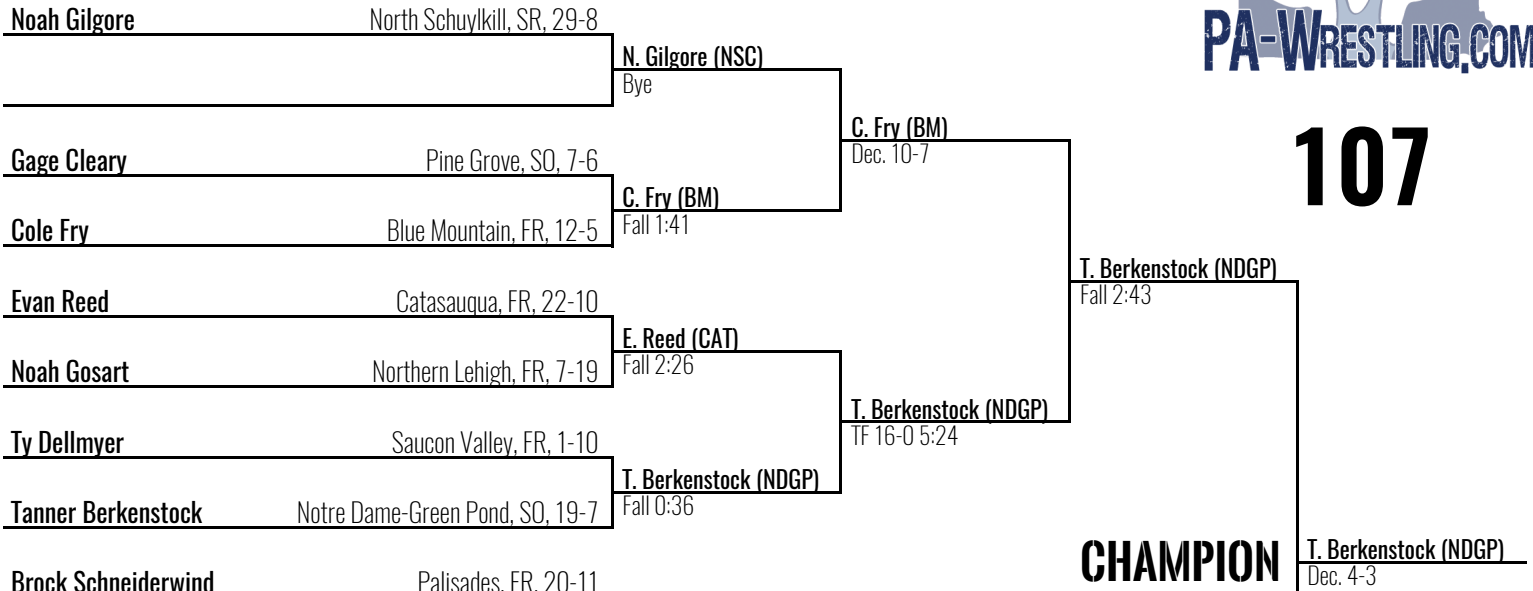 Noah Gilgore North Schuylkill, SR, 29-8
N. Gilgore (NSC)
Bye
PA-WRESTLING.COM
C. Fry (BM)
Dec. 10-7
107
Gage Cleary Pine Grove, SO, 7-6
C. Fry (BM)
Fall 1:41
Cole Fry Blue Mountain, FR, 12-5
T. Berkenstock (NDGP)
Fall 2:43
Evan Reed Catasauqua, FR, 22-10
E. Reed (CAT)
Fall 2:26
Noah Gosart Northern Lehigh, FR, 7-19
T. Berkenstock (NDGP)
TF 16-0 5:24
Ty Dellmyer Saucon Valley, FR, 1-10
T. Berkenstock (NDGP)
Fall 0:36
Tanner Berkenstock Notre Dame-Green Pond, SO, 19-7
CHAMPION T. Berkenstock (NDGP)
Dec. 4-3
Brock Schneiderwind Palisades, FR, 20-11